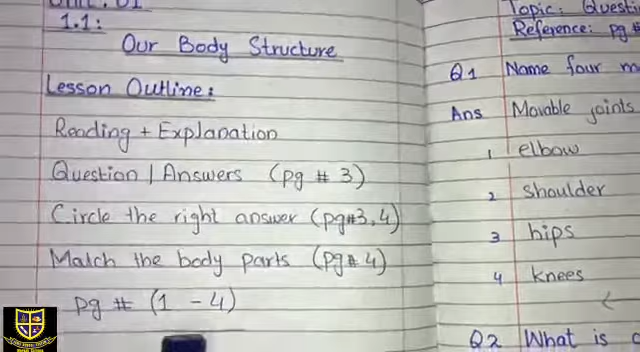 1.1:
Our Body Structure
Lesson Outline:
Reading + Explanation
Question / Answers (pg # 3)
Circle the right answer (pg#3,4)
Match the body parts (pg# 4)
pg # (1 - 4)
Topic:
Reference: pg #
Q1 Name four
Ans Movable joints
1 elbow
2 shoulder
3 hips
4 knees
Q2 What is